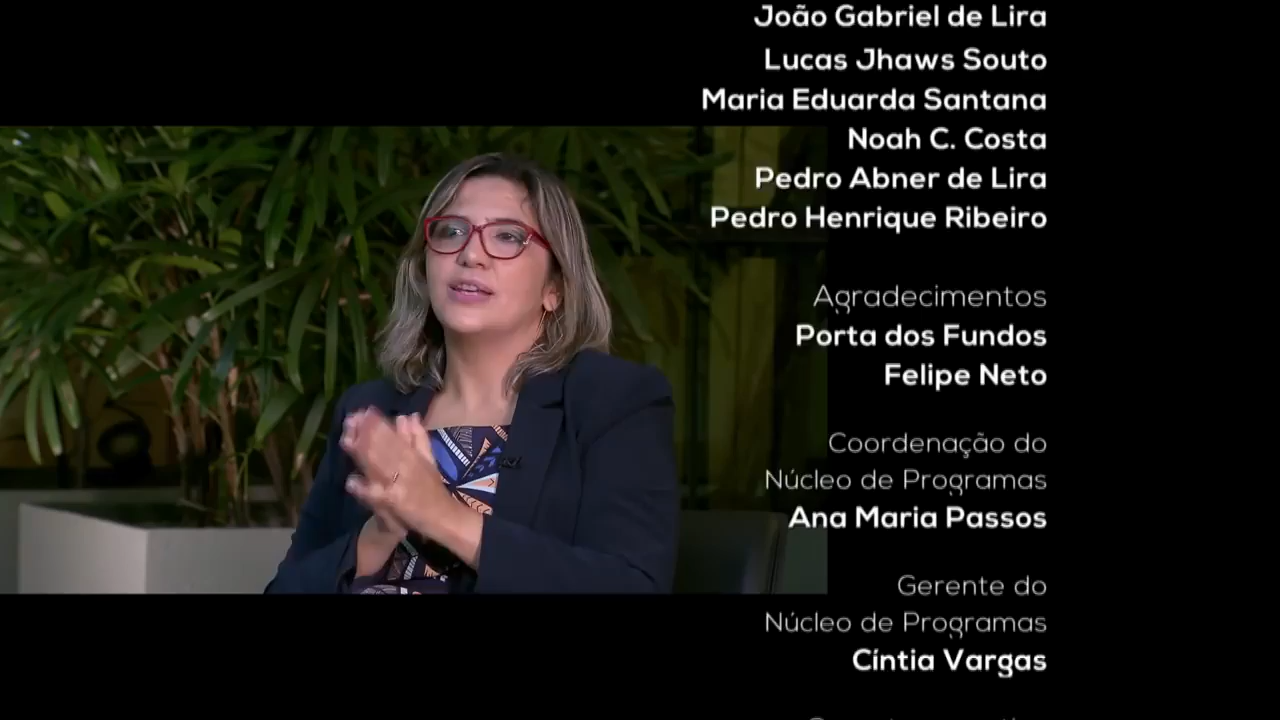 João Gabriel de Lira
Lucas Jhaws Souto
Maria Eduarda Santana
Noah C. Costa
Pedro Abner de Lira
Pedro Henrique Ribeiro
Agradecimentos
Porta dos Fundos
Felipe Neto
Coordenação do
Núcleo de Programas
Ana Maria Passos
Gerente do
Núcleo de Programas
Cíntia Vargas